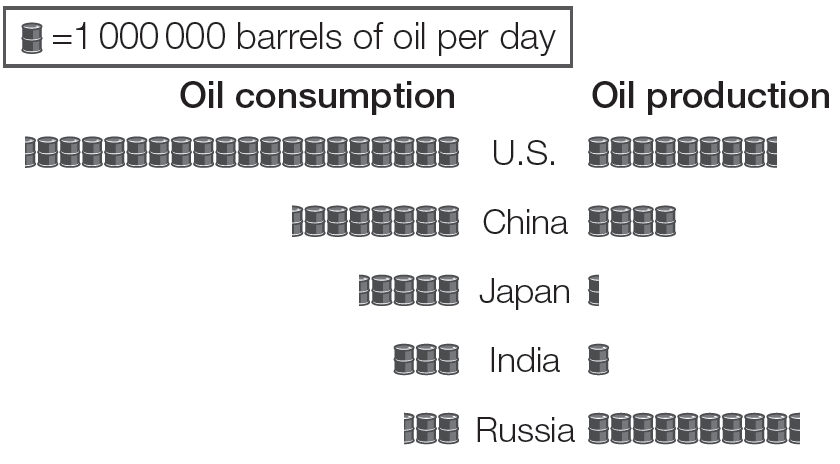 =1 000 000 barrels of oil per day
Oil consumption Oil production
U.S.
China
Japan
India
Russia